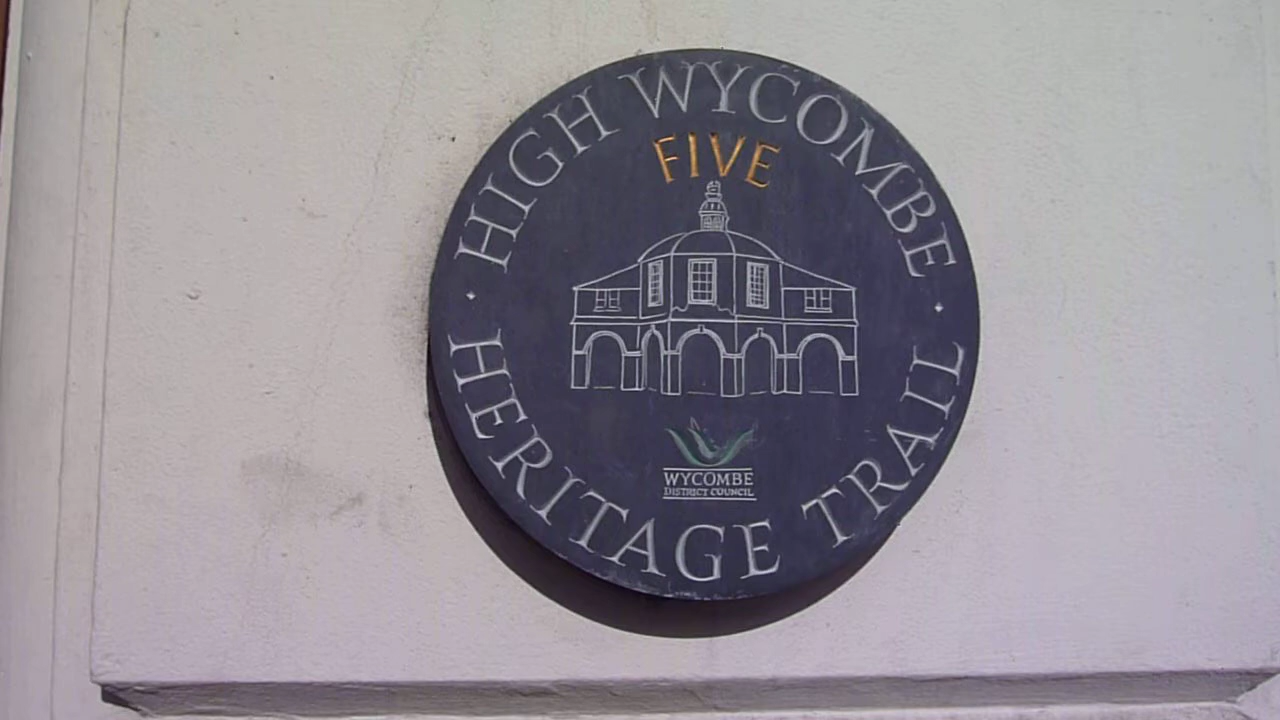 HIGH WYCOMBE
FIVE
WYCOMBE
DISTRICT COUNCIL
HERITAGE TRAIL